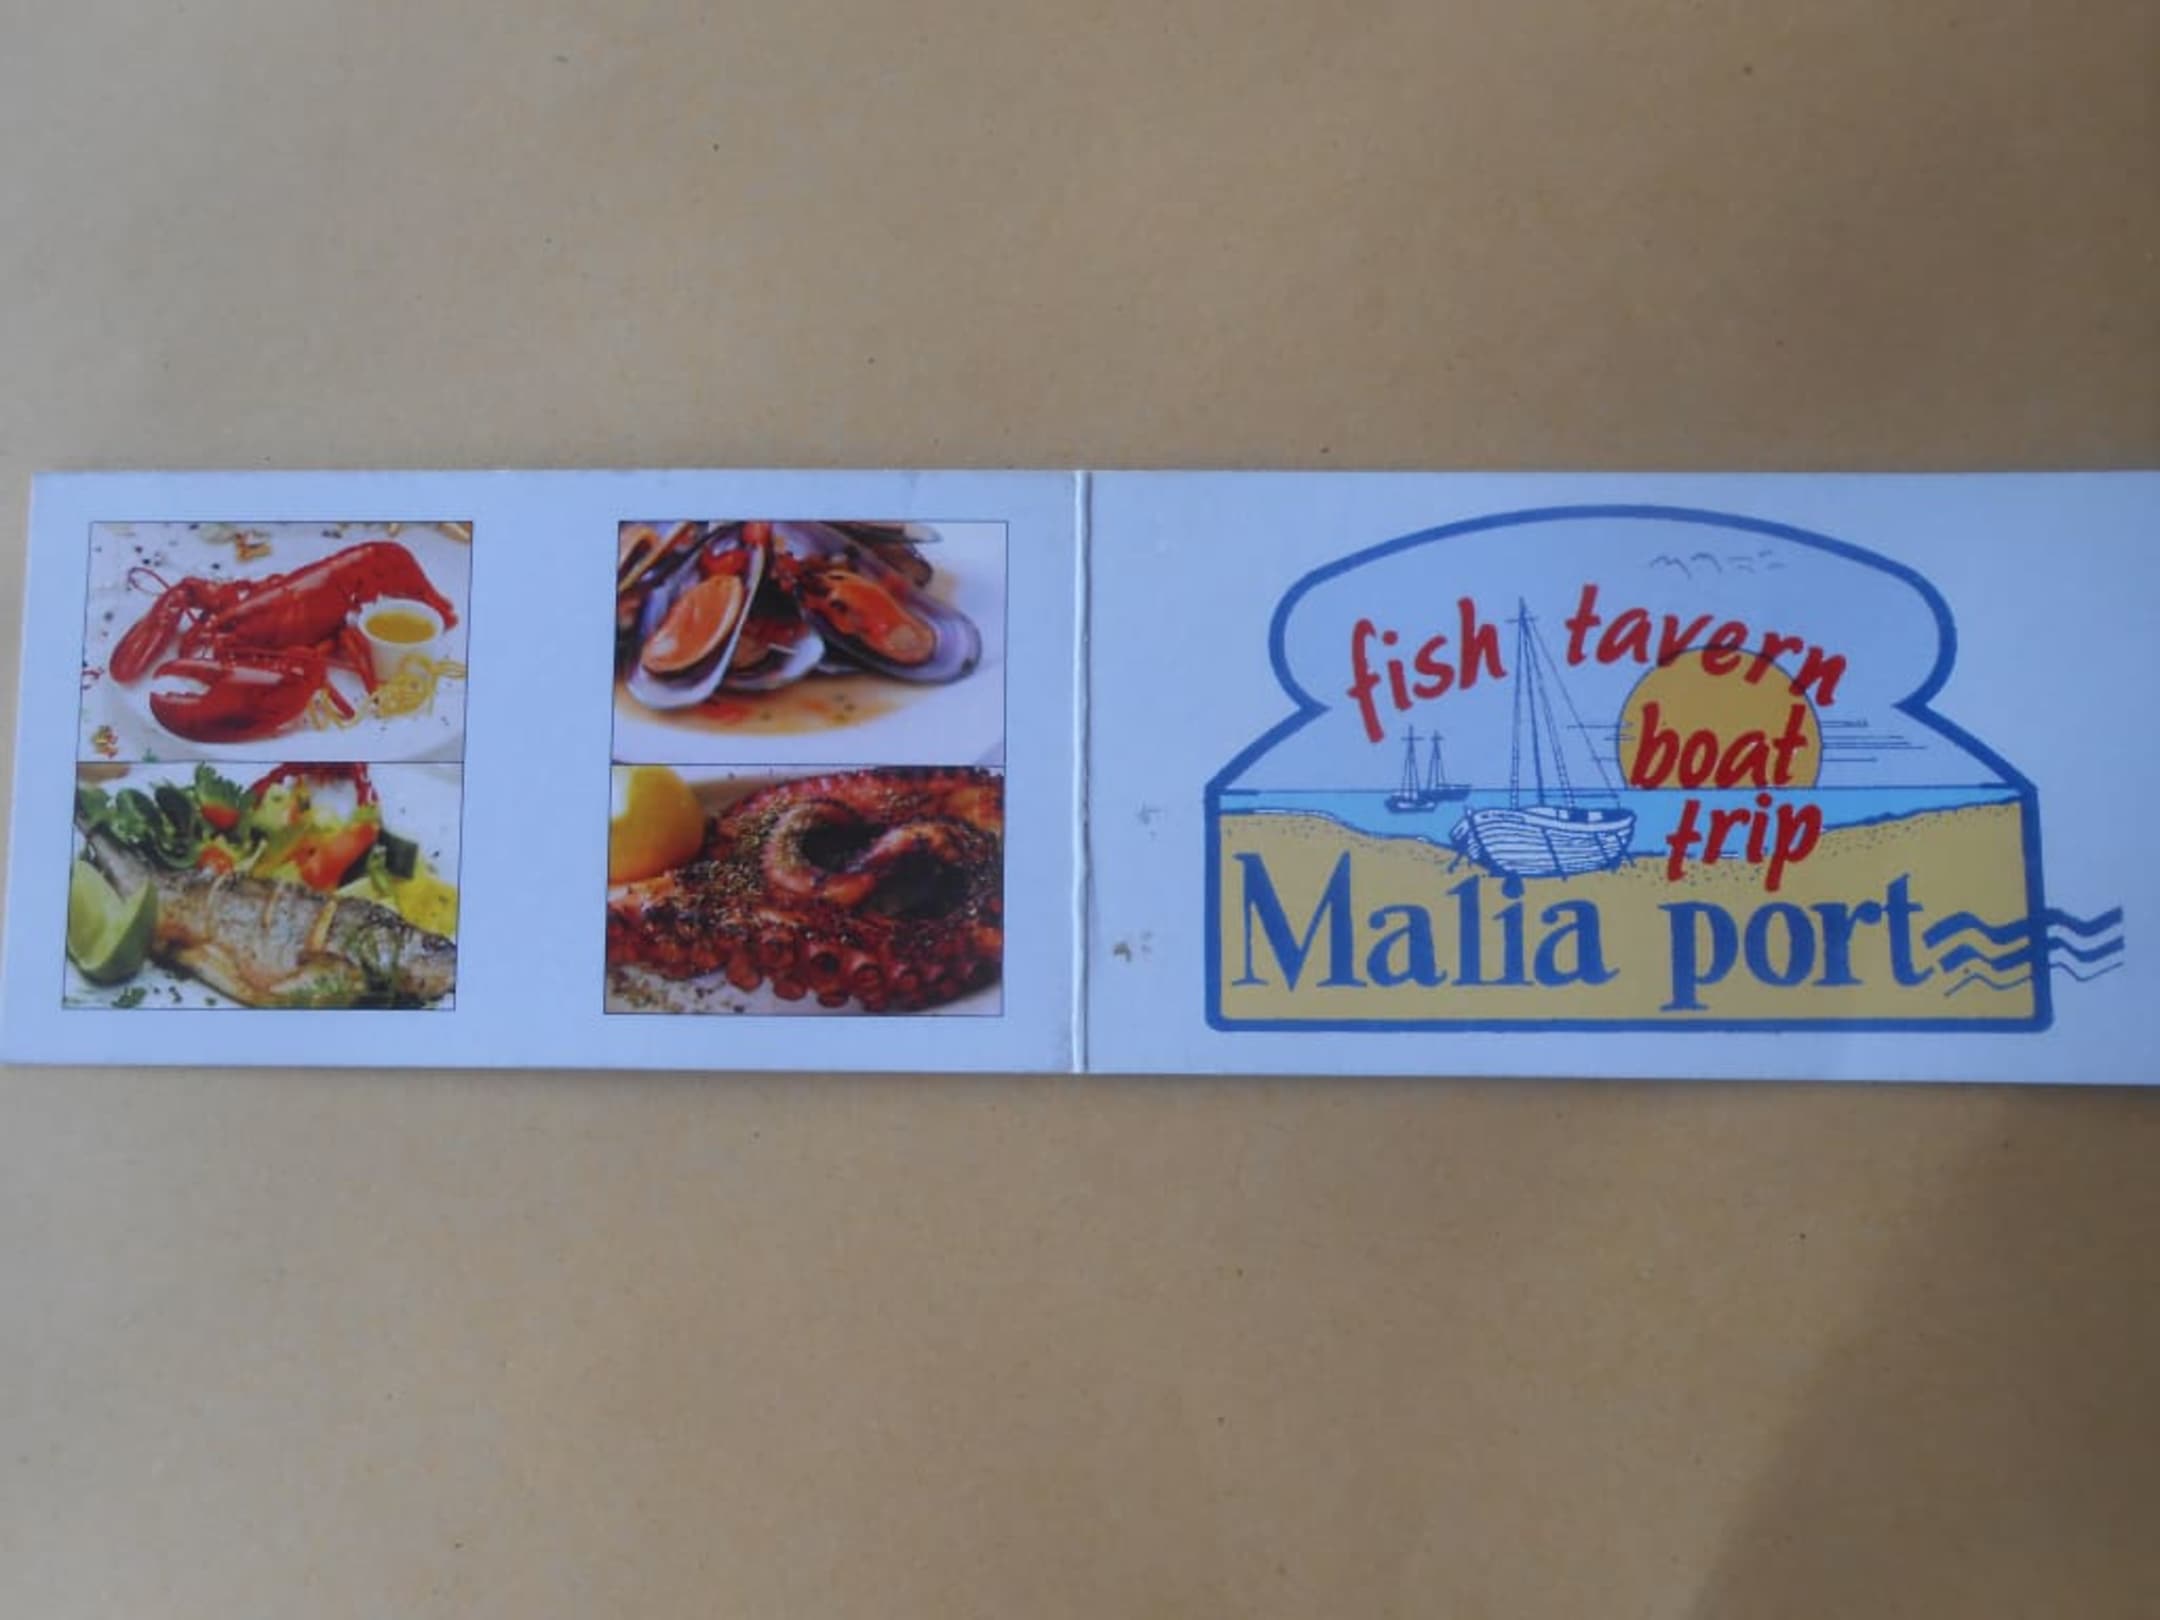 fish tavern
boat
trip
Malia port